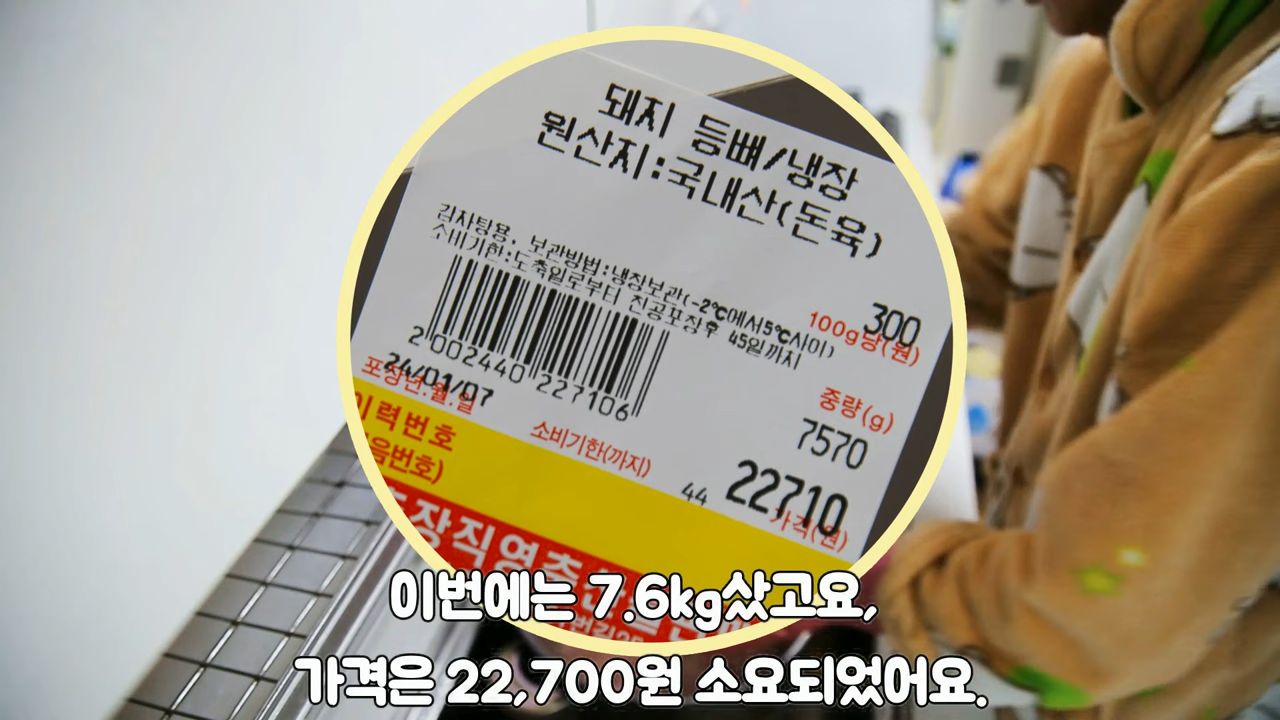 돼지 등뼈/냉장
원산지:국내산(돈육)
감자탕용, 보관방법:냉장보관(-2℃에서5℃사이)
소비기한:도축일로부터 진공포장후 45일까지
300
100g당(원)
2 002440 227106
24/01/07
포장년.월.일
중량(g)
7570
이력번호
소비기한(까지)
44
22710
가격(원)
이번에는 7.6kg샀고요,
가격은 22,700원 소요되었어요.